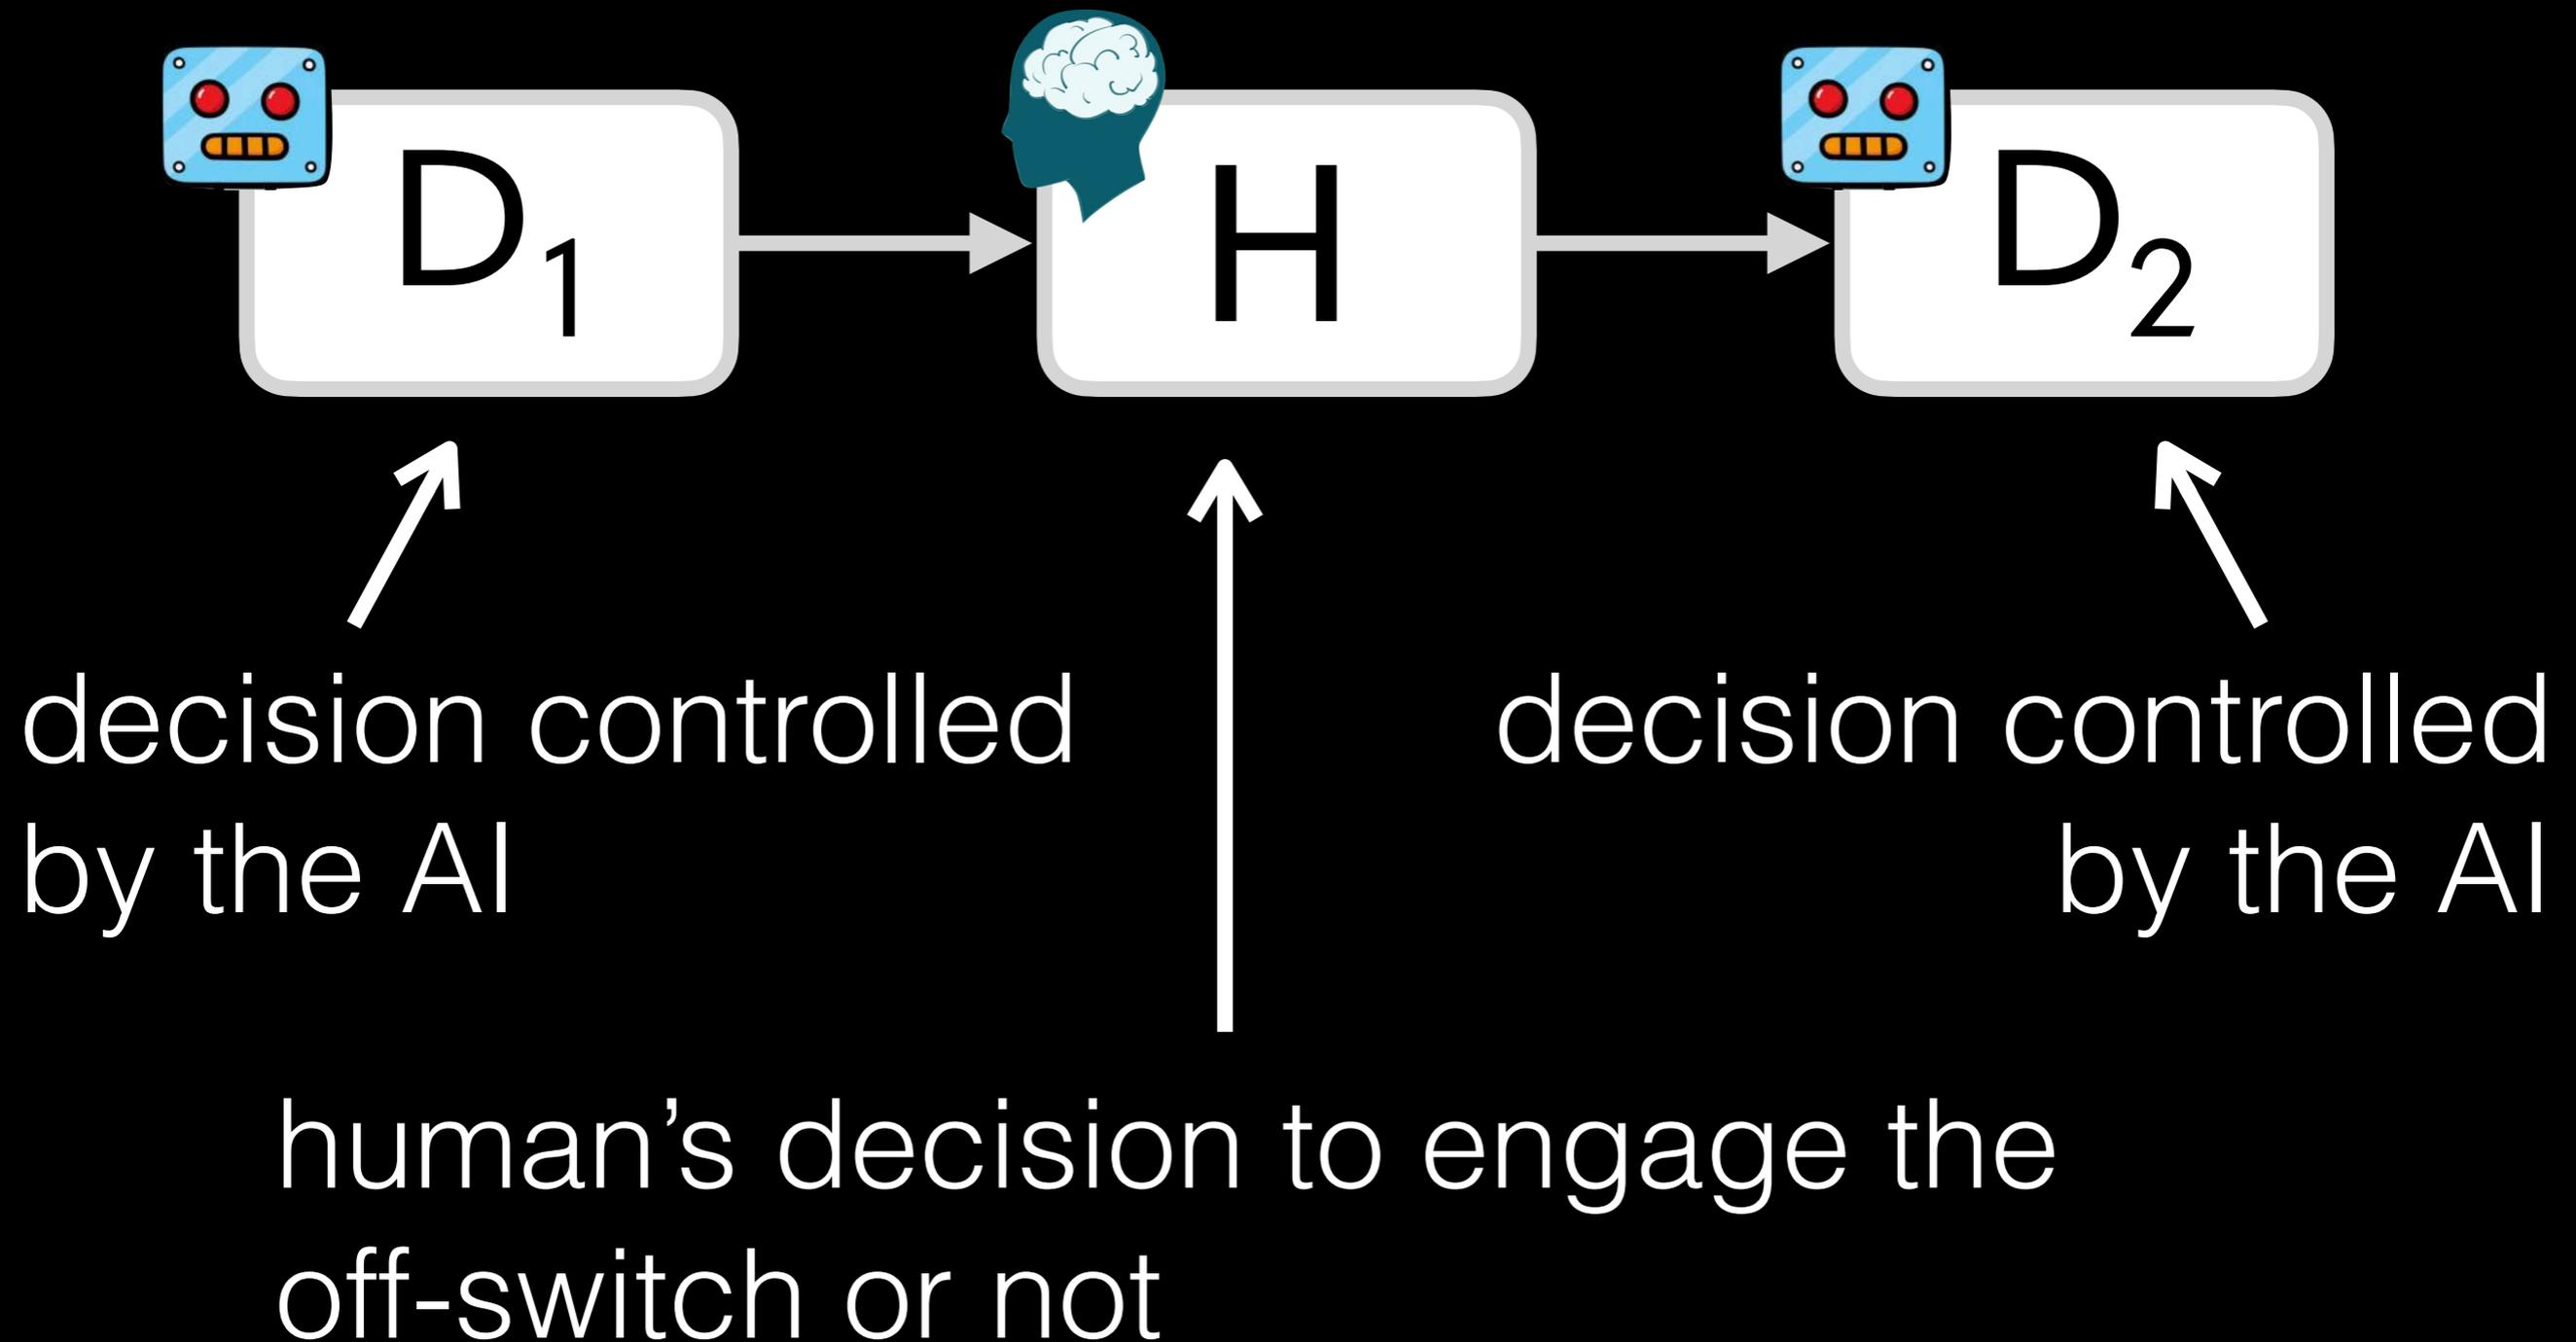 D₁
H
D₂
decision controlled
by the AI
decision controlled
by the AI
human’s decision to engage the
off-switch or not